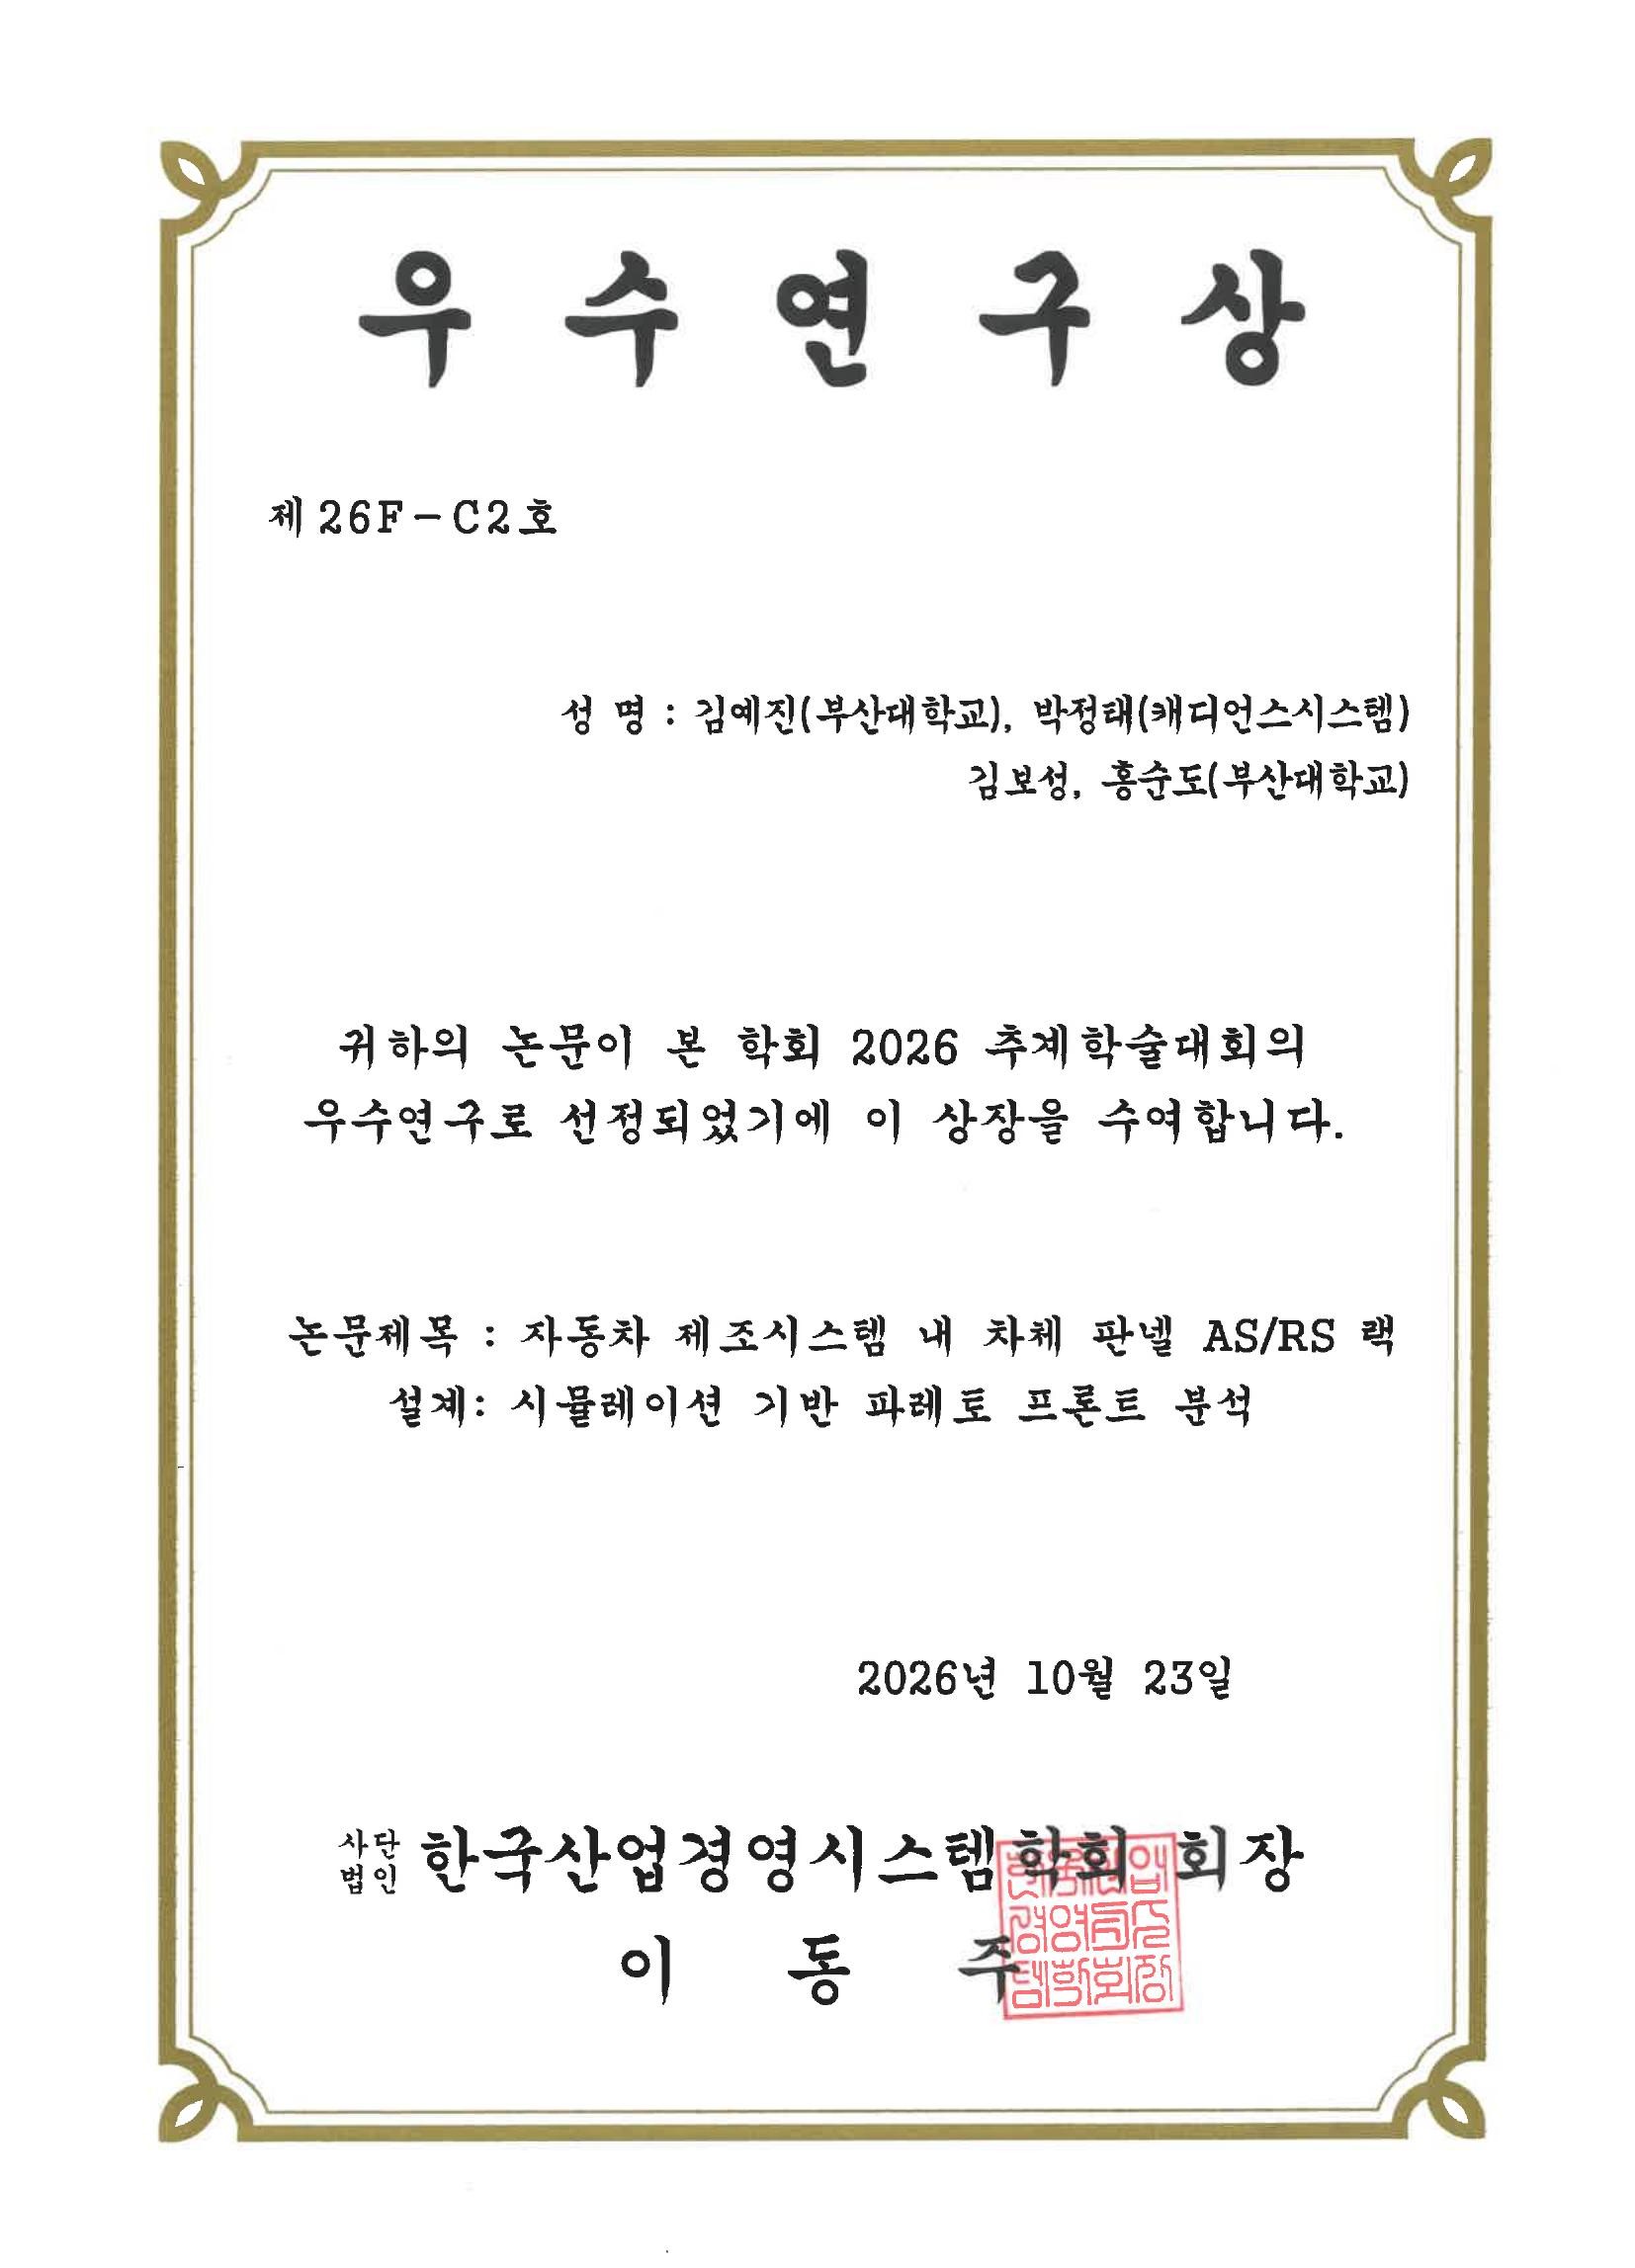 우수연구상
제26F-C2호
성 명 : 김예진(부산대학교), 박정태(캐디언스시스템)
김보성, 홍순도(부산대학교)
귀하의 논문이 본 학회 2026 추계학술대회의
우수연구로 선정되었기에 이 상장을 수여합니다.
논문제목 : 자동차 제조시스템 내 차체 판넬 AS/RS 랙
설계: 시뮬레이션 기반 파레토 프론트 분석
2026년 10월 23일
사단법인 한국산업경영시스템학회 회장
이 동 주